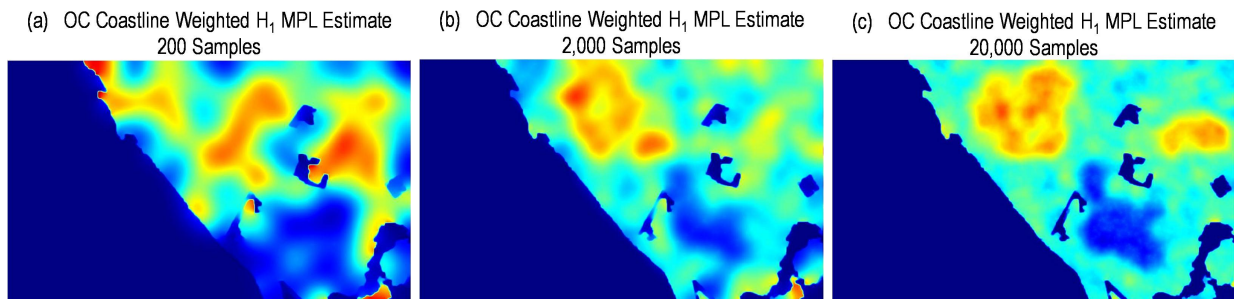 (a) OC Coastline Weighted H₁ MPL Estimate
200 Samples
(b) OC Coastline Weighted H₁ MPL Estimate
2,000 Samples
(c) OC Coastline Weighted H₁ MPL Estimate
20,000 Samples